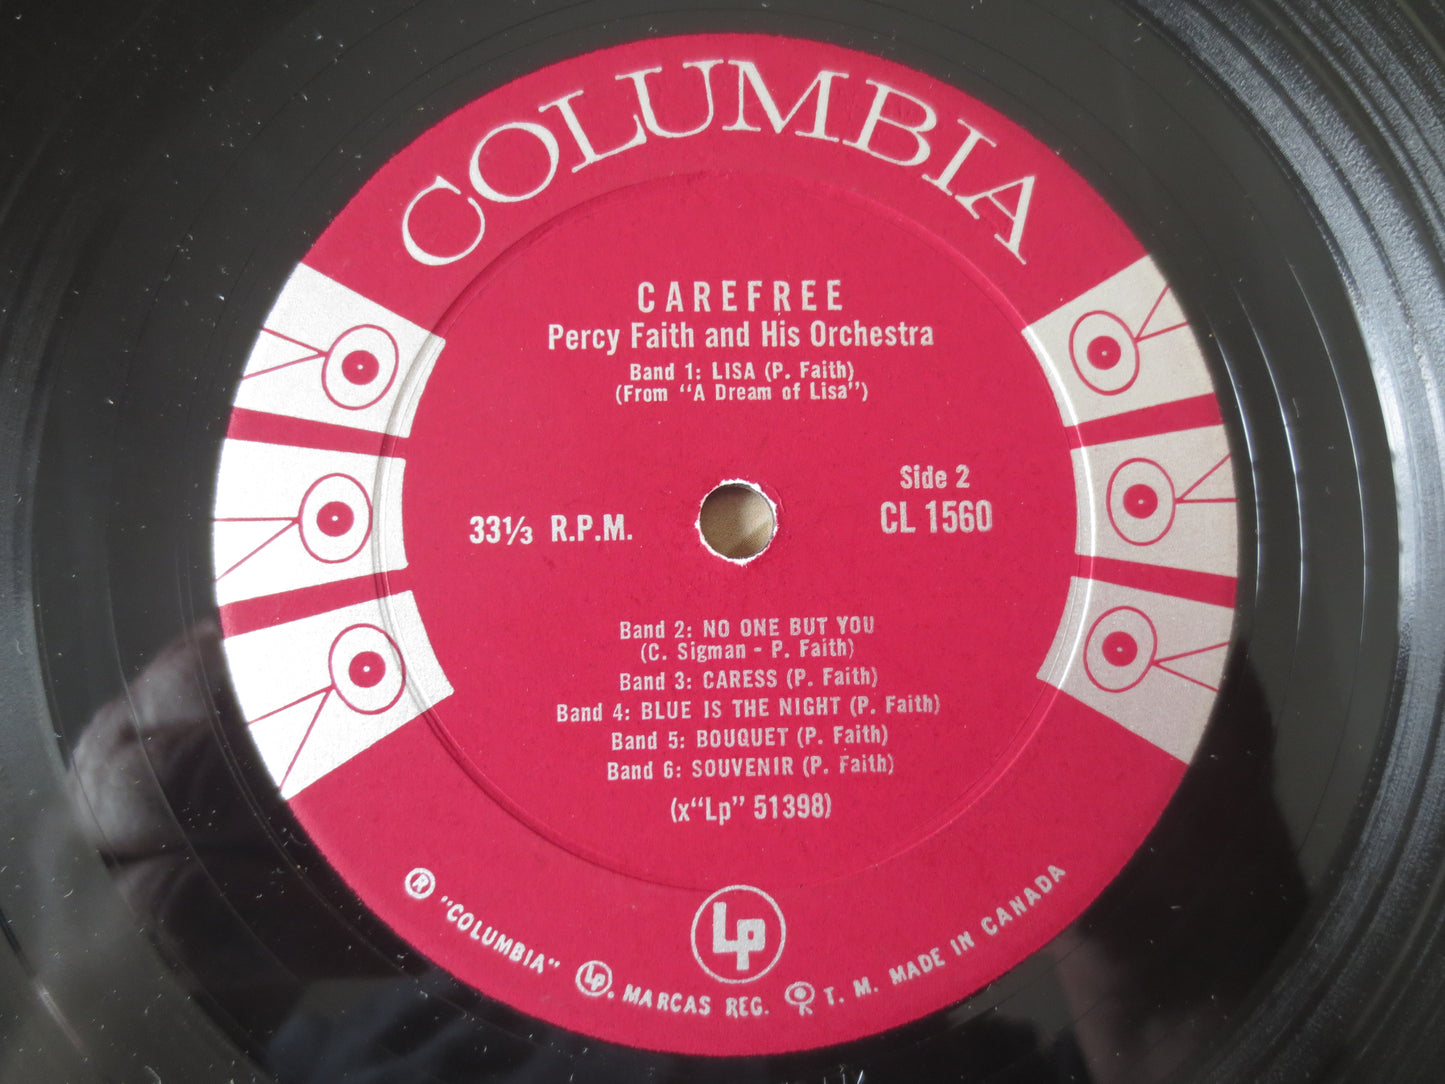 COLUMBIA
CAREFREE
Percy Faith and His Orchestra
Band 1: LISA (P. Faith)
(From "A Dream of Lisa")
33⅓ R.P.M.
Side 2
CL 1560
Band 2: NO ONE BUT YOU
(C. Sigman - P. Faith)
Band 3: CARESS (P. Faith)
Band 4: BLUE IS THE NIGHT (P. Faith)
Band 5: BOUQUET (P. Faith)
Band 6: SOUVENIR (P. Faith)
(x"Lp" 51398)
Lp
® "COLUMBIA" Lp. MARCAS REG. T. M. MADE IN CANADA